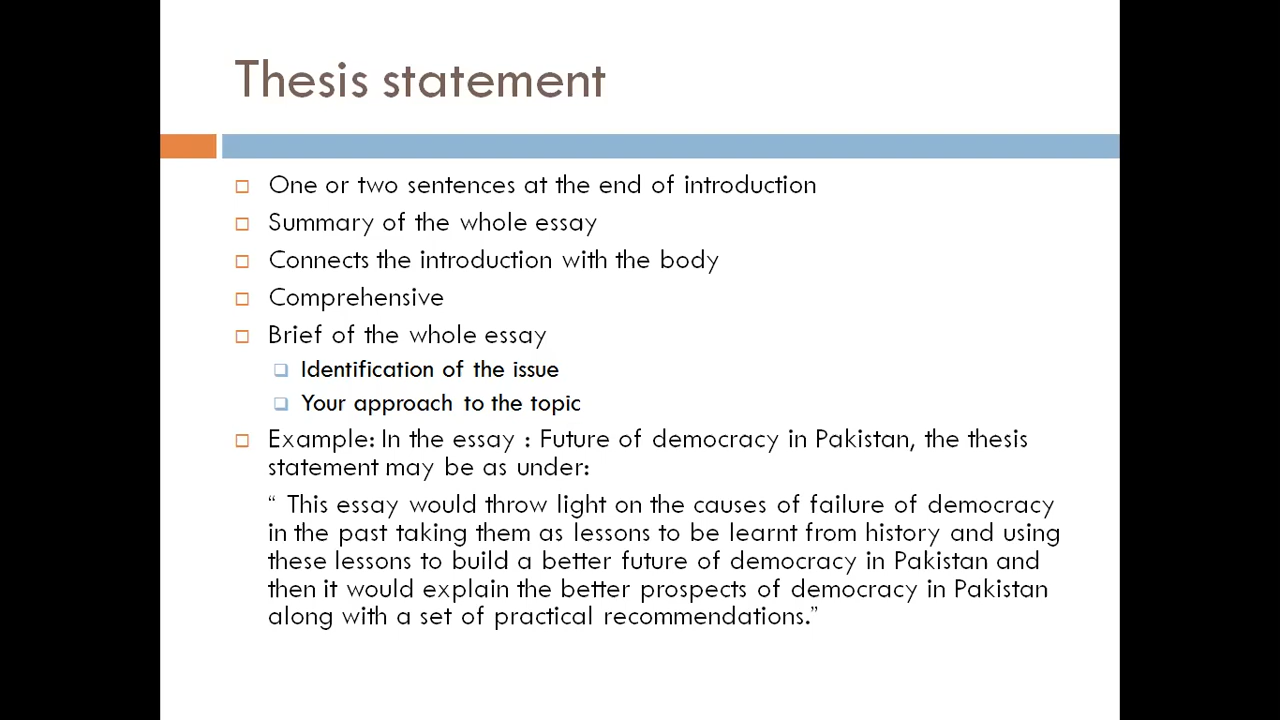 Thesis statement
One or two sentences at the end of introduction
Summary of the whole essay
Connects the introduction with the body
Comprehensive
Brief of the whole essay
Identification of the issue
Your approach to the topic
Example: In the essay : Future of democracy in Pakistan, the thesis
statement may be as under:
“ This essay would throw light on the causes of failure of democracy
in the past taking them as lessons to be learnt from history and using
these lessons to build a better future of democracy in Pakistan and
then it would explain the better prospects of democracy in Pakistan
along with a set of practical recommendations.”